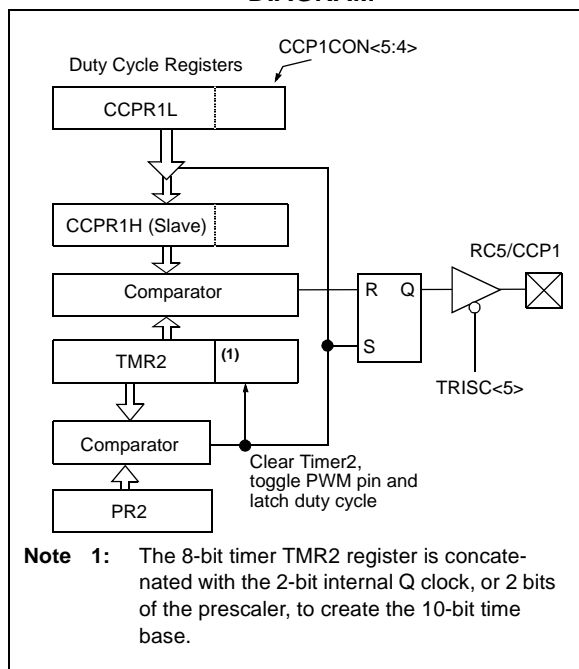 DIAGRAM
CCP1CON<5:4>
Duty Cycle Registers
CCPR1L
CCPR1H (Slave)
RC5/CCP1
Comparator
R Q
TMR2
(1)
S
TRISC<5>
Comparator
Clear Timer2,
toggle PWM pin and
latch duty cycle
PR2
Note 1: The 8-bit timer TMR2 register is concate-
nated with the 2-bit internal Q clock, or 2 bits
of the prescaler, to create the 10-bit time
base.